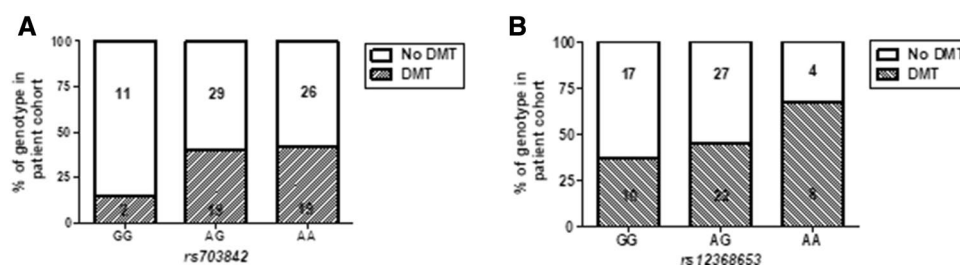 A
% of genotype in
patient cohort
100
75
50
25
0
11
29
26
2
19
19
GG
AG
AA
rs703842
No DMT
DMT
B
% of genotype in
patient cohort
100
75
50
25
0
17
27
4
10
22
8
GG
AG
AA
rs12368653
No DMT
DMT